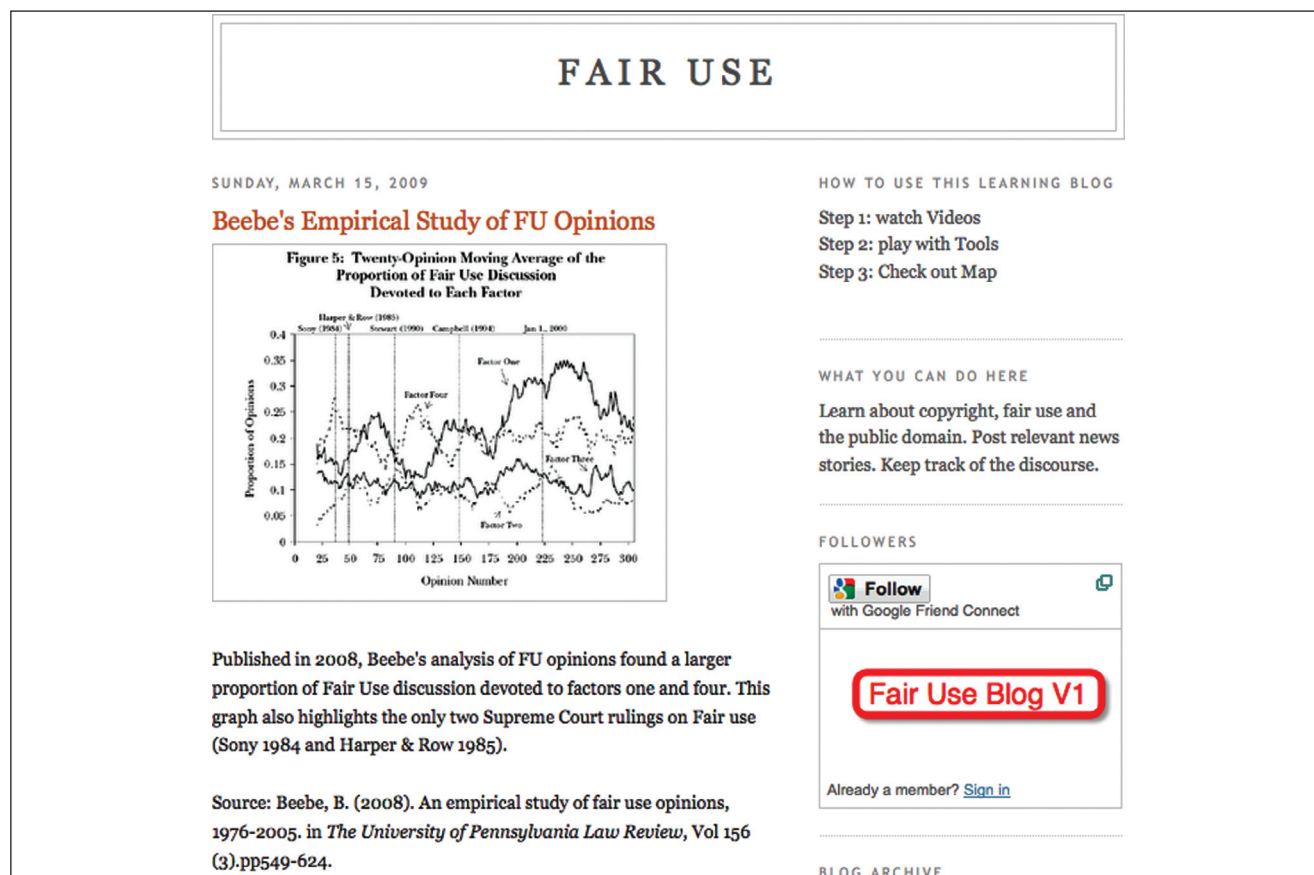 FAIR USE
SUNDAY, MARCH 15, 2009
Beebe's Empirical Study of FU Opinions
Figure 5: Twenty-Opinion Moving Average of the
Proportion of Fair Use Discussion
Devoted to Each Factor
Harper & Row (1985)
Sony (1984) Stewart (1990) Campbell (1994) Jan 1., 2000
0.4
0.35
0.3
0.25
0.2
0.15
0.1
0.05
0
Proportion of Opinions
Factor One
Factor Four
Factor Three
Factor Two
0 25 50 75 100 125 150 175 200 225 250 275 300
Opinion Number
Published in 2008, Beebe's analysis of FU opinions found a larger
proportion of Fair Use discussion devoted to factors one and four. This
graph also highlights the only two Supreme Court rulings on Fair use
(Sony 1984 and Harper & Row 1985).
Source: Beebe, B. (2008). An empirical study of fair use opinions,
1976-2005. in The University of Pennsylvania Law Review, Vol 156
(3).pp549-624.
HOW TO USE THIS LEARNING BLOG
Step 1: watch Videos
Step 2: play with Tools
Step 3: Check out Map
WHAT YOU CAN DO HERE
Learn about copyright, fair use and
the public domain. Post relevant news
stories. Keep track of the discourse.
FOLLOWERS
Follow
with Google Friend Connect
Fair Use Blog V1
Already a member? Sign in
BLOG ARCHIVE